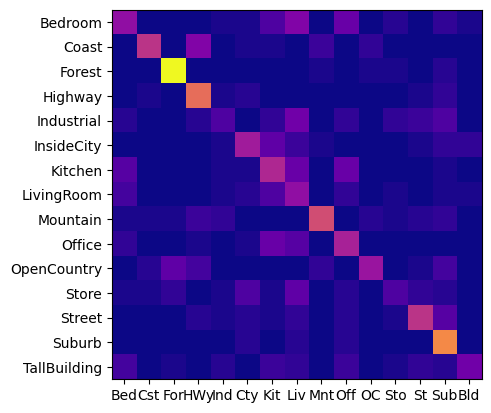 Bedroom
Coast
Forest
Highway
Industrial
InsideCity
Kitchen
LivingRoom
Mountain
Office
OpenCountry
Store
Street
Suburb
TallBuilding
Bed Cst For HWy Ind Cty Kit Liv Mnt Off OC Sto St Sub Bld